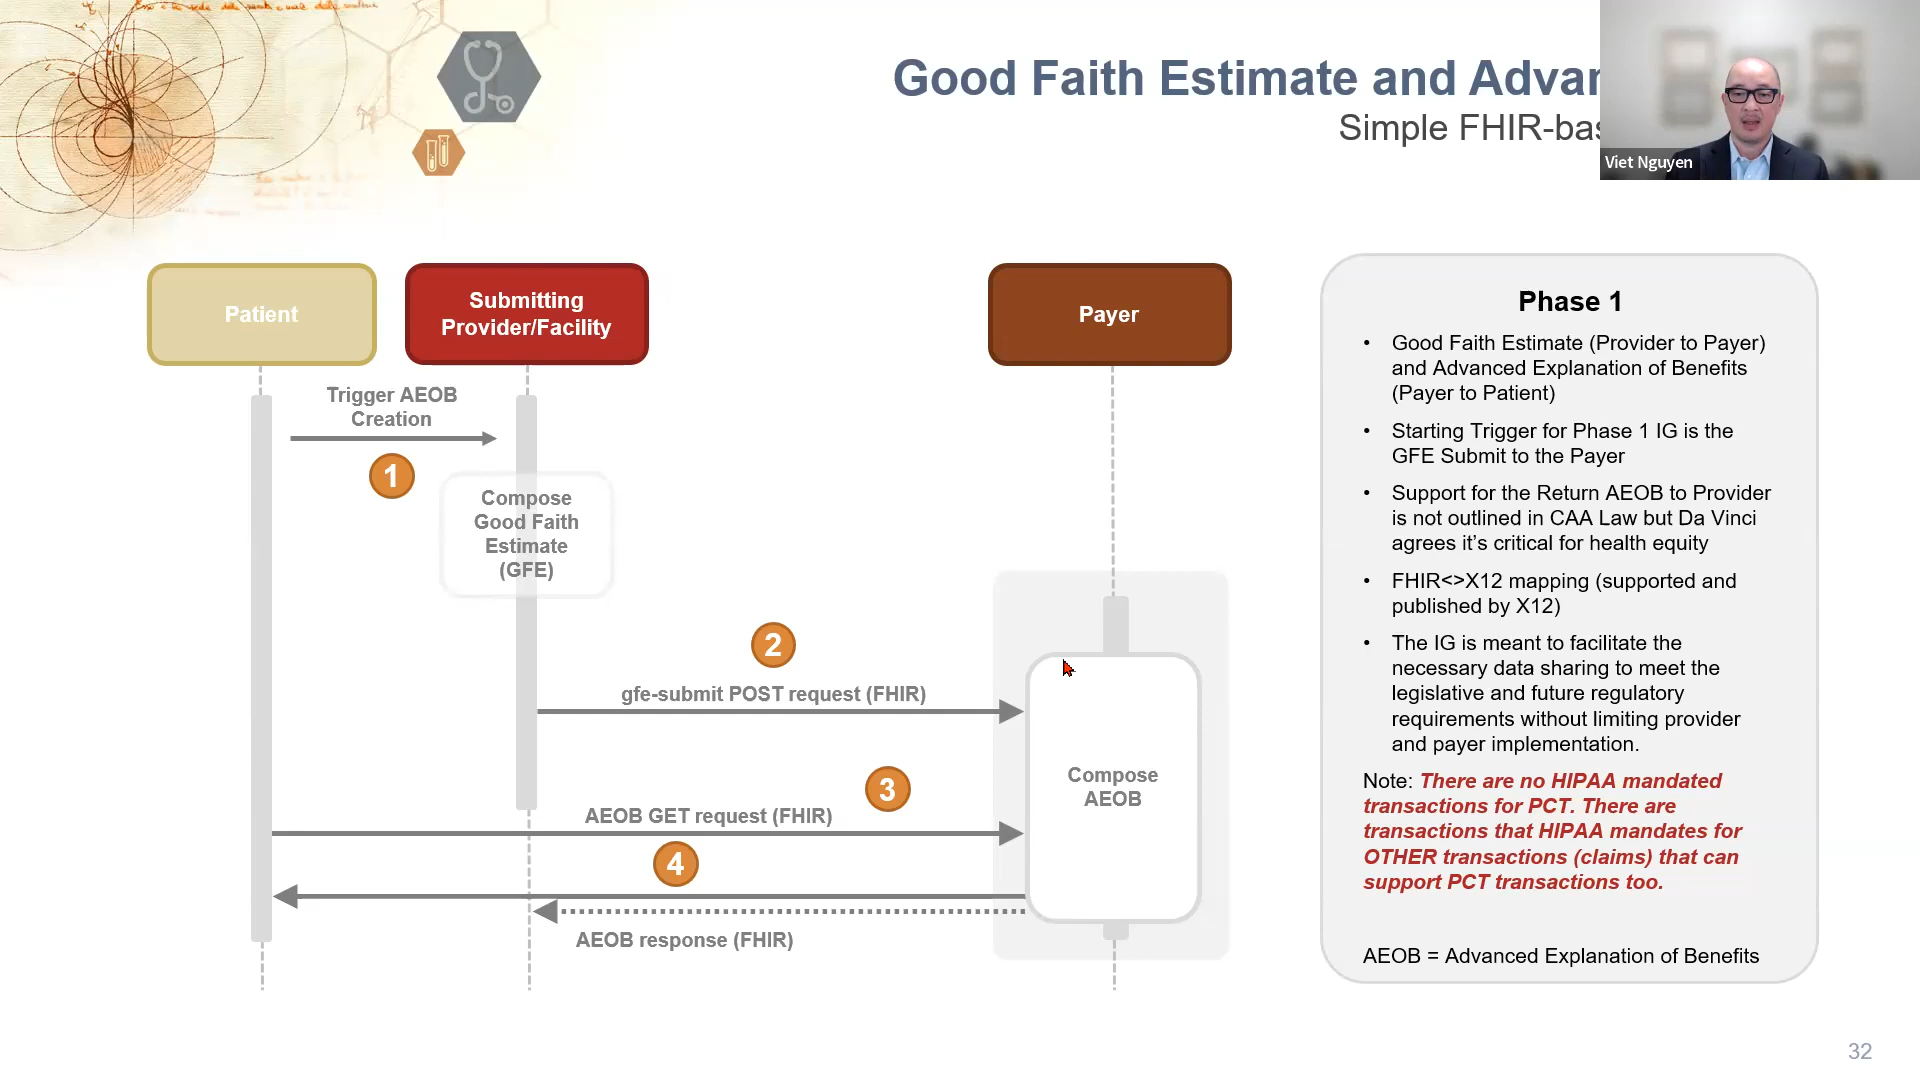 Good Faith Estimate and Advan
Simple FHIR-bas
Viet Nguyen
Patient
Submitting
Provider/Facility
Payer
Trigger AEOB
Creation
1
Compose
Good Faith
Estimate
(GFE)
2
gfe-submit POST request (FHIR)
3
AEOB GET request (FHIR)
4
Compose
AEOB
AEOB response (FHIR)
Phase 1
• Good Faith Estimate (Provider to Payer)
and Advanced Explanation of Benefits
(Payer to Patient)
• Starting Trigger for Phase 1 IG is the
GFE Submit to the Payer
• Support for the Return AEOB to Provider
is not outlined in CAA Law but Da Vinci
agrees it’s critical for health equity
• FHIR<>X12 mapping (supported and
published by X12)
• The IG is meant to facilitate the
necessary data sharing to meet the
legislative and future regulatory
requirements without limiting provider
and payer implementation.
Note: There are no HIPAA mandated
transactions for PCT. There are
transactions that HIPAA mandates for
OTHER transactions (claims) that can
support PCT transactions too.
AEOB = Advanced Explanation of Benefits
32